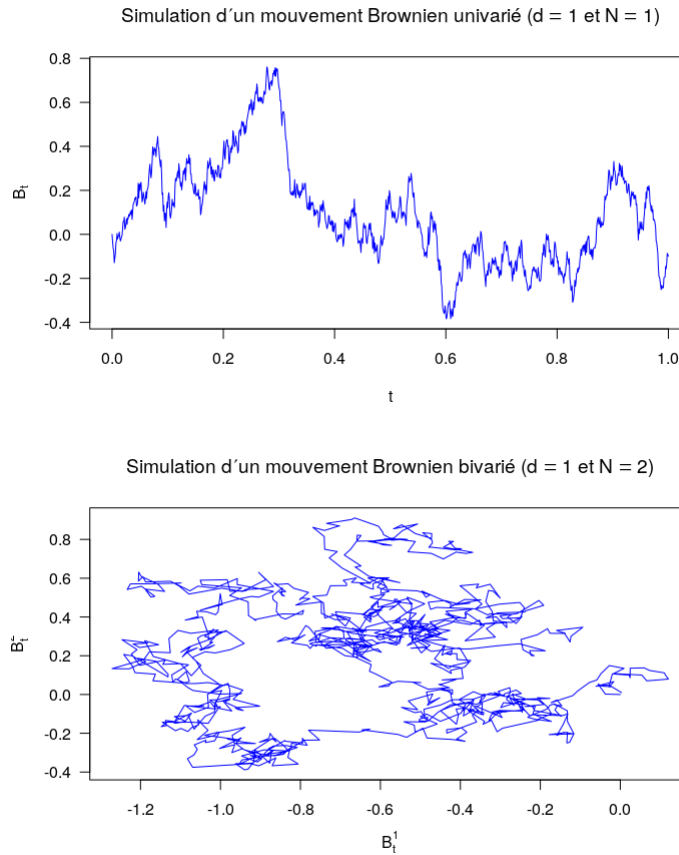 Simulation d´un mouvement Brownien univarié (d = 1 et N = 1)
0.8
0.6
0.4
0.2
0.0
-0.2
-0.4
B_t
0.0 0.2 0.4 0.6 0.8 1.0
t
Simulation d´un mouvement Brownien bivarié (d = 1 et N = 2)
0.8
0.6
0.4
0.2
0.0
-0.2
-0.4
-1.2 -1.0 -0.8 -0.6 -0.4 -0.2 0.0
B_t^1